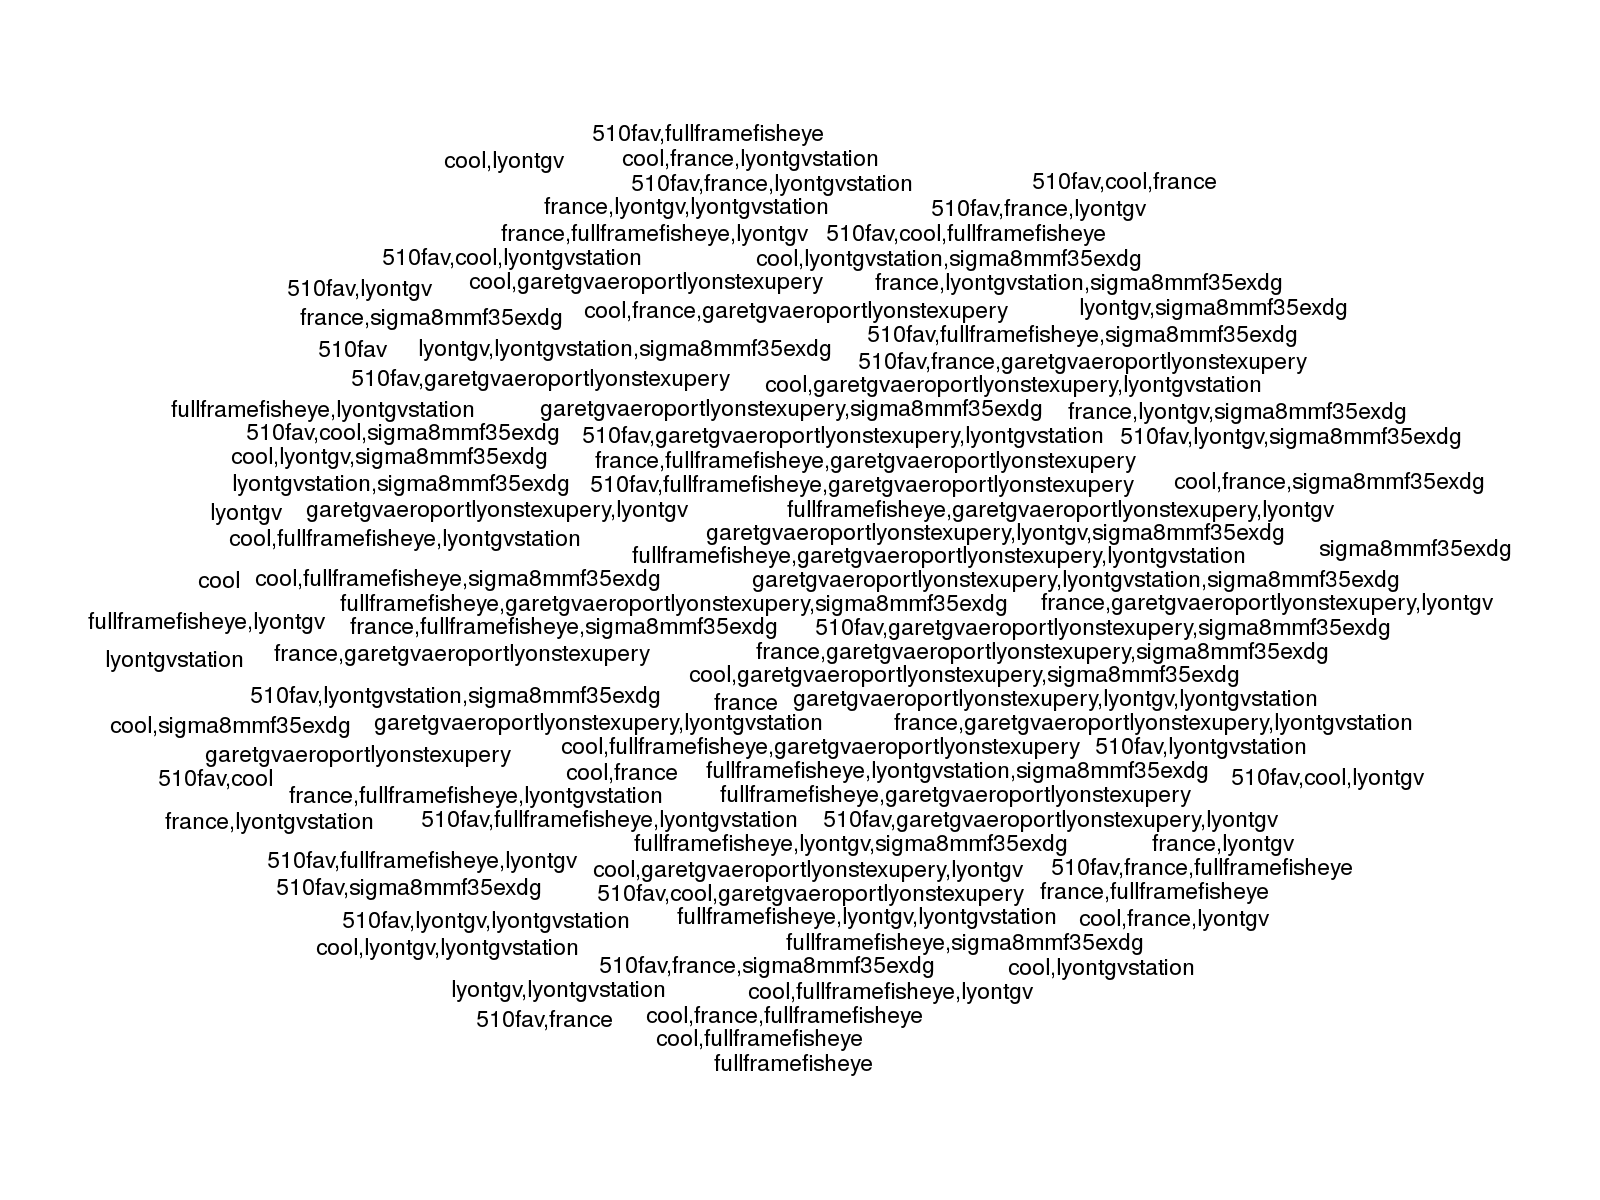 510fav,fullframefisheye
cool,lyontgv cool,france,lyontgvstation
510fav,france,lyontgvstation 510fav,cool,france
france,lyontgv,lyontgvstation 510fav,france,lyontgv
france,fullframefisheye,lyontgv 510fav,cool,fullframefisheye
510fav,cool,lyontgvstation cool,lyontgvstation,sigma8mmf35exdg
510fav,lyontgv cool,garetgvaeroportlyonstexupery france,lyontgvstation,sigma8mmf35exdg
france,sigma8mmf35exdg cool,france,garetgvaeroportlyonstexupery lyontgv,sigma8mmf35exdg
510fav,fullframefisheye,sigma8mmf35exdg
510fav lyontgv,lyontgvstation,sigma8mmf35exdg 510fav,france,garetgvaeroportlyonstexupery
510fav,garetgvaeroportlyonstexupery cool,garetgvaeroportlyonstexupery,lyontgvstation
fullframefisheye,lyontgvstation garetgvaeroportlyonstexupery,sigma8mmf35exdg france,lyontgv,sigma8mmf35exdg
510fav,cool,sigma8mmf35exdg 510fav,garetgvaeroportlyonstexupery,lyontgvstation 510fav,lyontgv,sigma8mmf35exdg
cool,lyontgv,sigma8mmf35exdg france,fullframefisheye,garetgvaeroportlyonstexupery
lyontgvstation,sigma8mmf35exdg 510fav,fullframefisheye,garetgvaeroportlyonstexupery cool,france,sigma8mmf35exdg
lyontgv garetgvaeroportlyonstexupery,lyontgv fullframefisheye,garetgvaeroportlyonstexupery,lyontgv
cool,fullframefisheye,lyontgvstation garetgvaeroportlyonstexupery,lyontgv,sigma8mmf35exdg
fullframefisheye,garetgvaeroportlyonstexupery,lyontgvstation sigma8mmf35exdg
cool cool,fullframefisheye,sigma8mmf35exdg garetgvaeroportlyonstexupery,lyontgvstation,sigma8mmf35exdg
fullframefisheye,garetgvaeroportlyonstexupery,sigma8mmf35exdg france,garetgvaeroportlyonstexupery,lyontgv
fullframefisheye,lyontgv france,fullframefisheye,sigma8mmf35exdg 510fav,garetgvaeroportlyonstexupery,sigma8mmf35exdg
lyontgvstation france,garetgvaeroportlyonstexupery france,garetgvaeroportlyonstexupery,sigma8mmf35exdg
cool,garetgvaeroportlyonstexupery,sigma8mmf35exdg
510fav,lyontgvstation,sigma8mmf35exdg france garetgvaeroportlyonstexupery,lyontgv,lyontgvstation
cool,sigma8mmf35exdg garetgvaeroportlyonstexupery,lyontgvstation france,garetgvaeroportlyonstexupery,lyontgvstation
garetgvaeroportlyonstexupery cool,fullframefisheye,garetgvaeroportlyonstexupery 510fav,lyontgvstation
510fav,cool cool,france fullframefisheye,lyontgvstation,sigma8mmf35exdg 510fav,cool,lyontgv
france,fullframefisheye,lyontgvstation fullframefisheye,garetgvaeroportlyonstexupery
france,lyontgvstation 510fav,fullframefisheye,lyontgvstation 510fav,garetgvaeroportlyonstexupery,lyontgv
fullframefisheye,lyontgv,sigma8mmf35exdg france,lyontgv
510fav,fullframefisheye,lyontgv cool,garetgvaeroportlyonstexupery,lyontgv 510fav,france,fullframefisheye
510fav,sigma8mmf35exdg 510fav,cool,garetgvaeroportlyonstexupery france,fullframefisheye
510fav,lyontgv,lyontgvstation fullframefisheye,lyontgv,lyontgvstation cool,france,lyontgv
cool,lyontgv,lyontgvstation fullframefisheye,sigma8mmf35exdg
510fav,france,sigma8mmf35exdg cool,lyontgvstation
lyontgv,lyontgvstation cool,fullframefisheye,lyontgv
510fav,france cool,france,fullframefisheye
cool,fullframefisheye
fullframefisheye